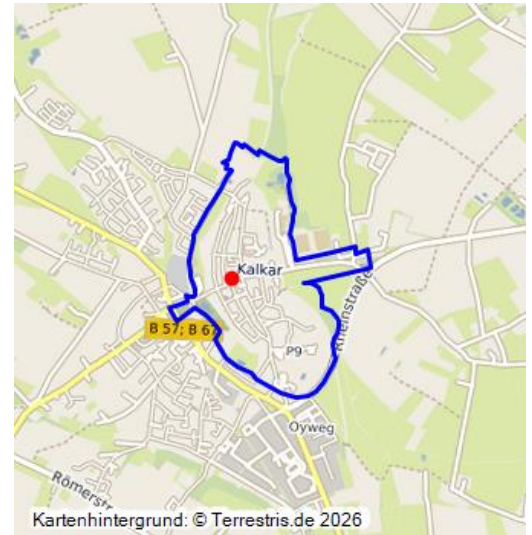 Kalkar
Rheinstraße
B 57; B 67
P9
Oyweg
Römerstr
Kartenhintergrund: © Terrestris.de 2026